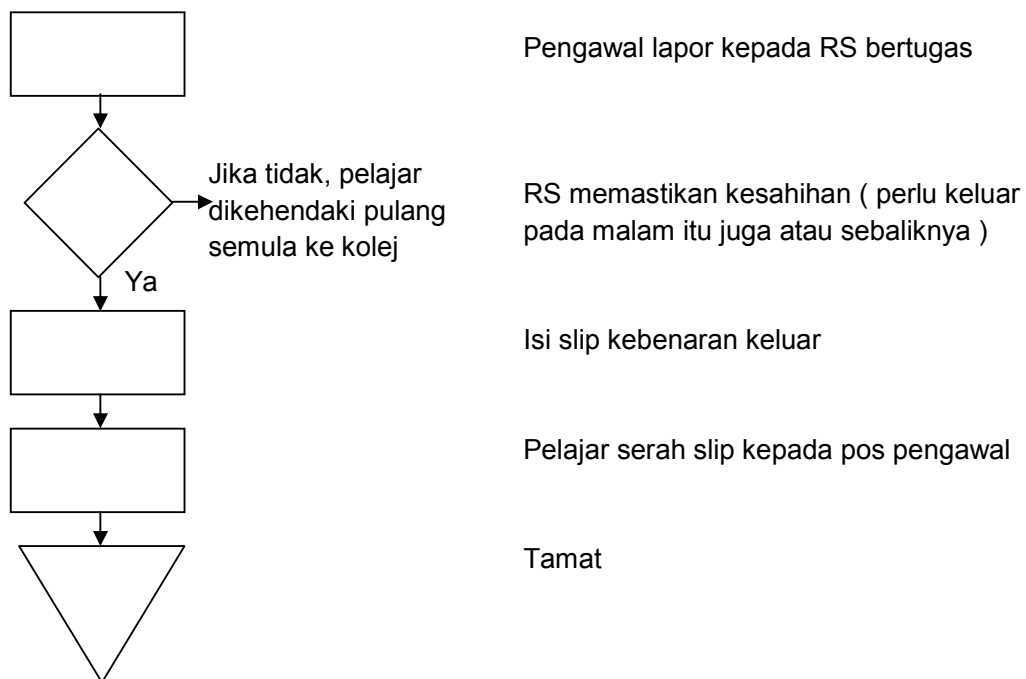 Pengawal lapor kepada RS bertugas
Jika tidak, pelajar
dikehendaki pulang
semula ke kolej
RS memastikan kesahihan ( perlu keluar
pada malam itu juga atau sebaliknya )
Ya
Isi slip kebenaran keluar
Pelajar serah slip kepada pos pengawal
Tamat